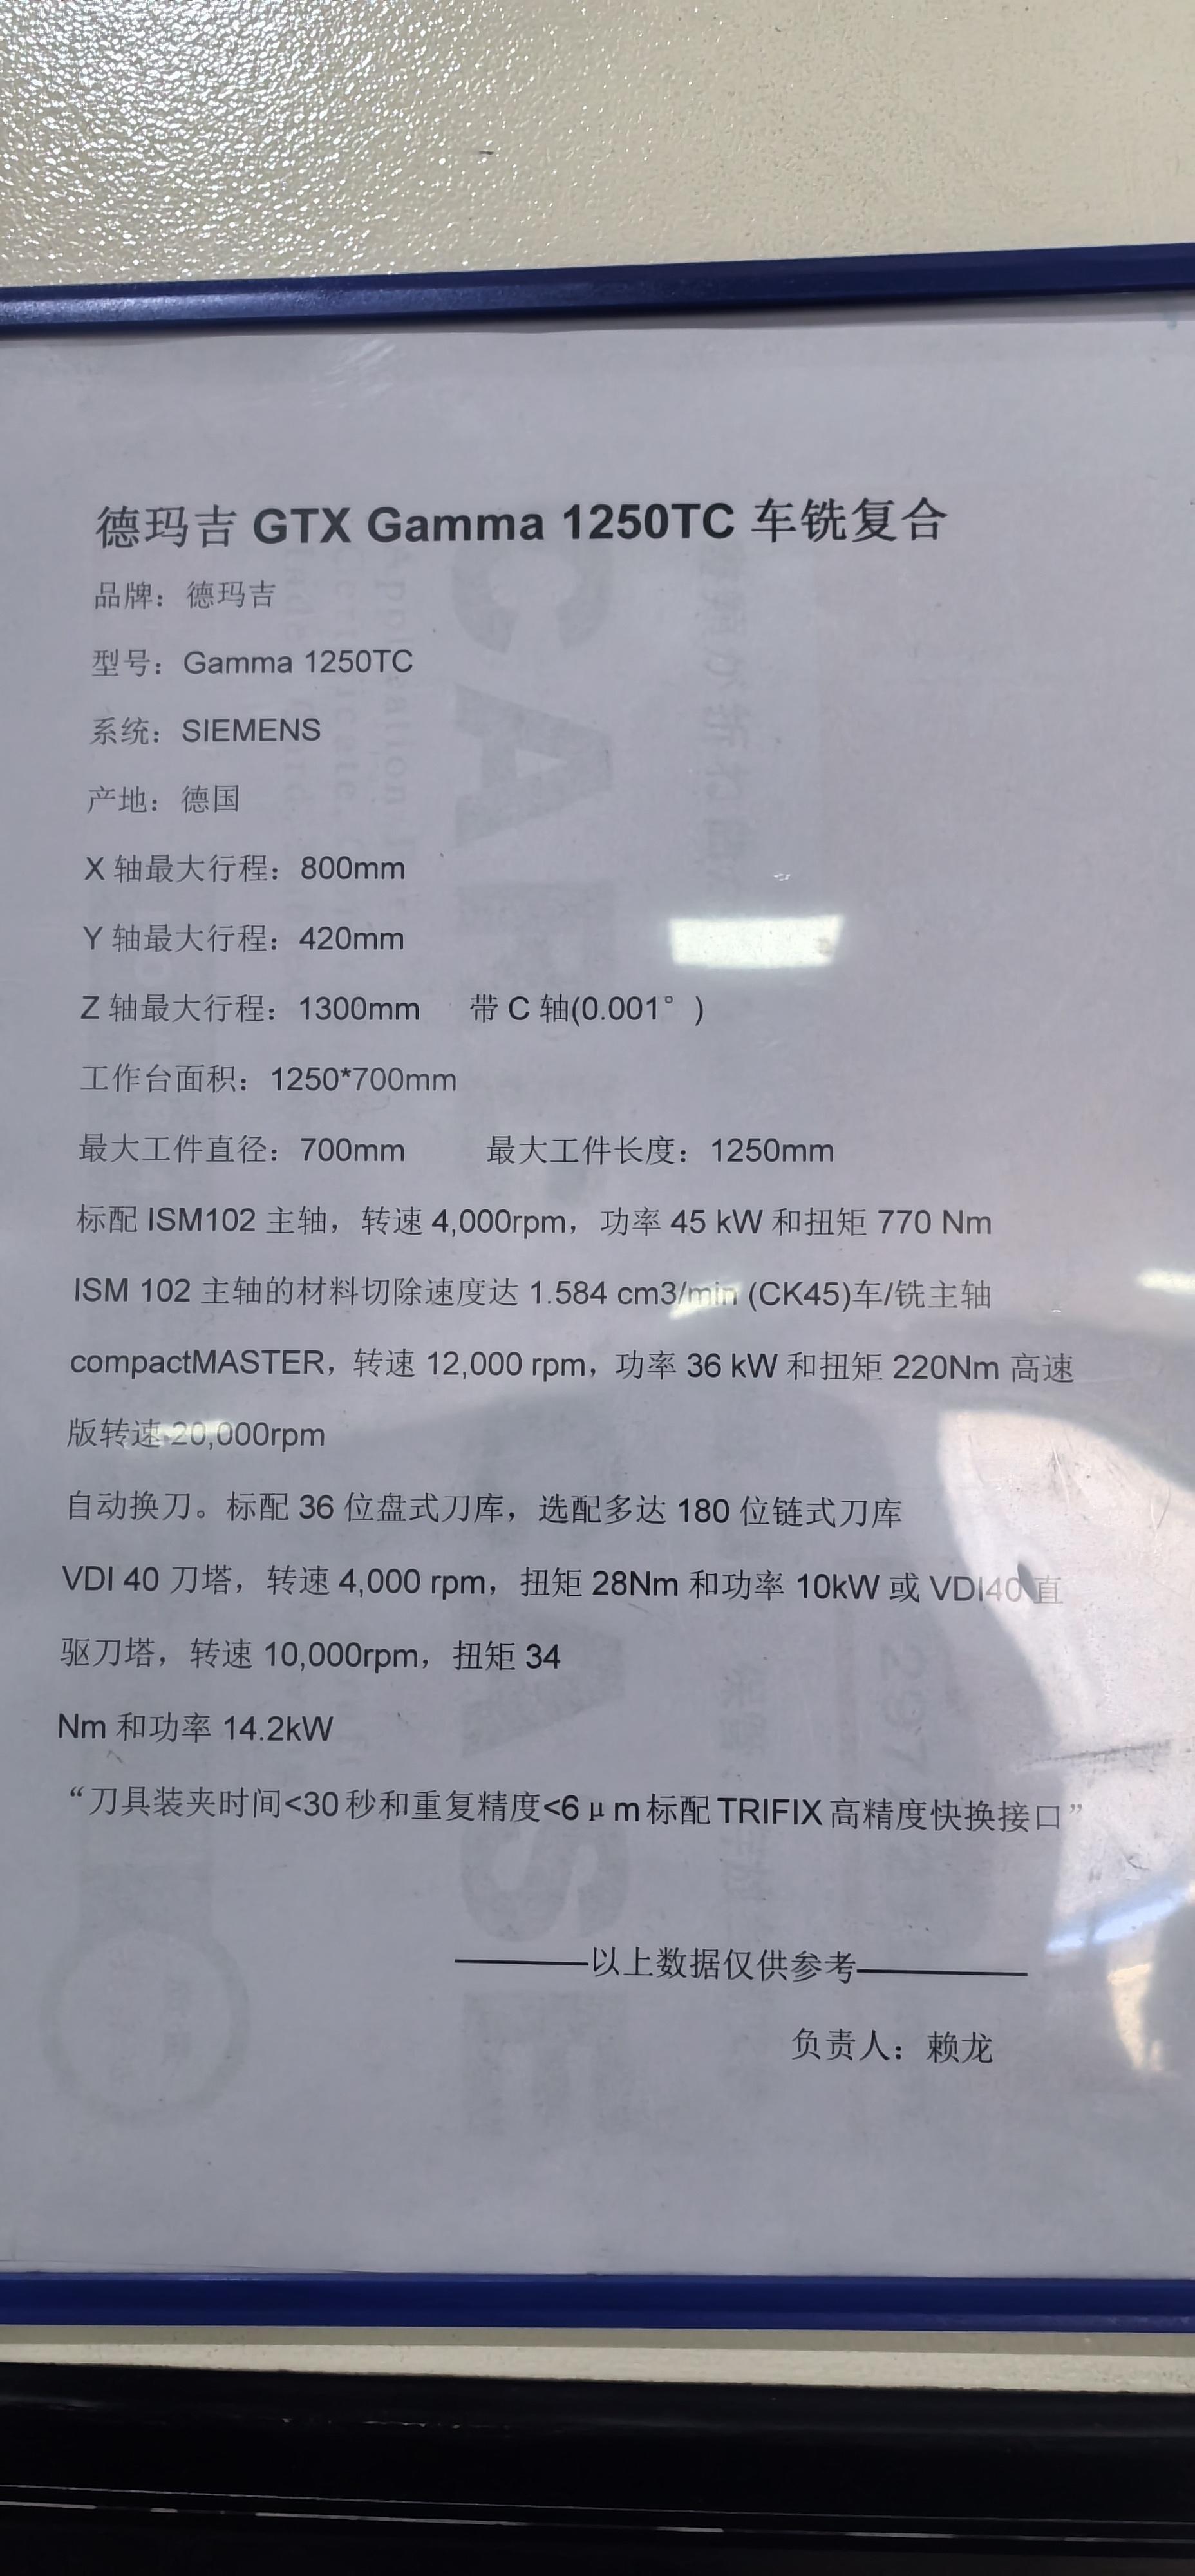 德玛吉 GTX Gamma 1250TC 车铣复合
品牌：德玛吉
型号：Gamma 1250TC
系统：SIEMENS
产地：德国
X 轴最大行程：800mm
Y 轴最大行程：420mm
Z 轴最大行程：1300mm 带 C 轴(0.001°)
工作台面积：1250*700mm
最大工件直径：700mm 最大工件长度：1250mm
标配 ISM102 主轴，转速 4,000rpm，功率 45 kW 和扭矩 770 Nm
ISM 102 主轴的材料切除速度达 1.584 cm3/min (CK45)车/铣主轴
compactMASTER，转速 12,000 rpm，功率 36 kW 和扭矩 220Nm 高速
版转速 20,000rpm
自动换刀。标配 36 位盘式刀库，选配多达 180 位链式刀库
VDI 40 刀塔，转速 4,000 rpm，扭矩 28Nm 和功率 10kW 或 VDI40 直
驱刀塔，转速 10,000rpm，扭矩 34
Nm 和功率 14.2kW
“刀具装夹时间<30 秒和重复精度<6μm标配 TRIFIX 高精度快换接口”
————以上数据仅供参考————
负责人：赖龙